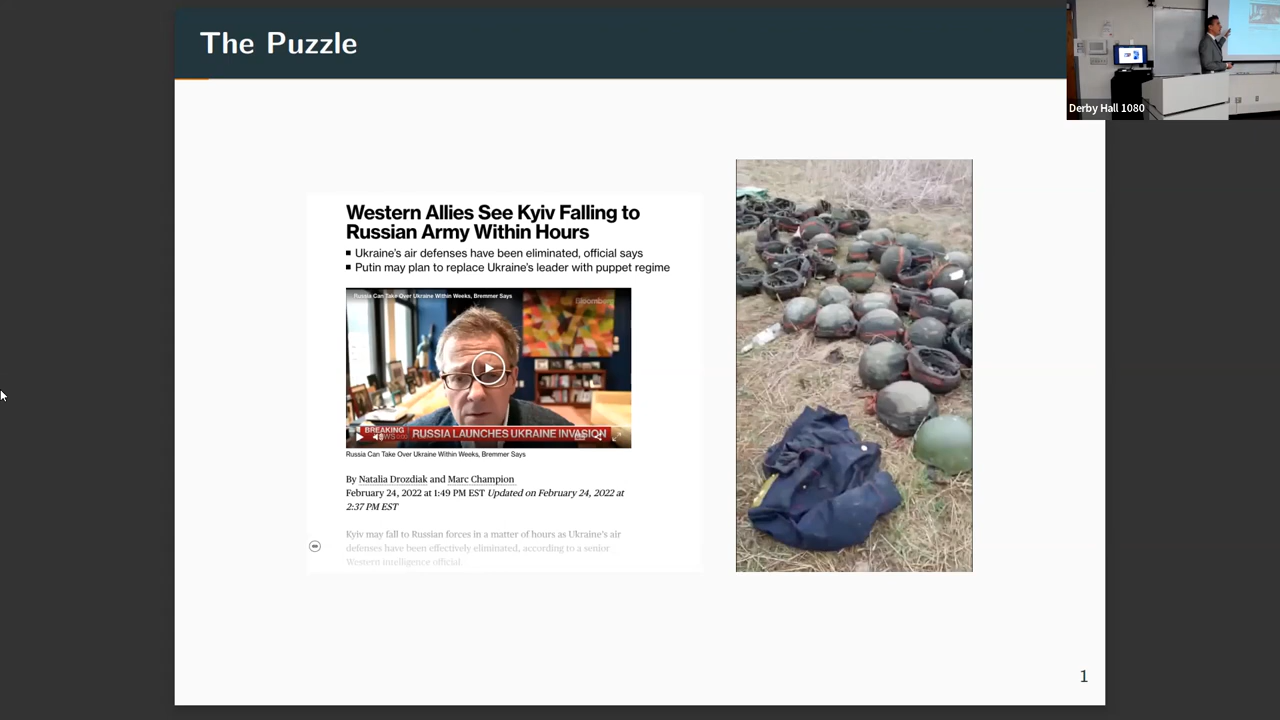 The Puzzle
Derby Hall 1080
Western Allies See Kyiv Falling to
Russian Army Within Hours
Ukraine's air defenses have been eliminated, official says
Putin may plan to replace Ukraine's leader with puppet regime
Russia Can Take Over Ukraine Within Weeks, Bremmer Says
Bloomberg
BREAKING
NEWS
RUSSIA LAUNCHES UKRAINE INVASION
Russia Can Take Over Ukraine Within Weeks, Bremmer Says
By Natalia Drozdiak and Marc Champion
February 24, 2022 at 1:49 PM EST Updated on February 24, 2022 at
2:37 PM EST
Kyiv may fall to Russian forces in a matter of hours as Ukraine's air
defenses have been effectively eliminated, according to a senior
Western intelligence official.
1